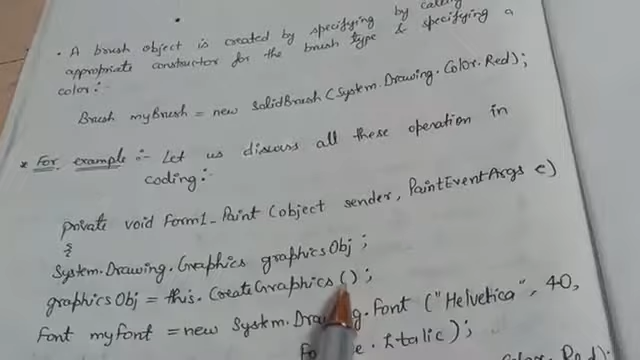 • A brush object is created by specifying by calling
appropriate constructor for the brush type & specifying a
color:-
Brush myBrush = new SolidBrush (System.Drawing.Color.Red);
* For example :- Let us discuss all these operation in
coding:-
private void Form1_Paint (object sender, PaintEventArgs e)
{
System.Drawing.Graphics graphicsObj ;
graphicsObj = this.CreateGraphics() ;
Font myfont = new System.Drawing.Font ("Helvetica", 40,
Italic);